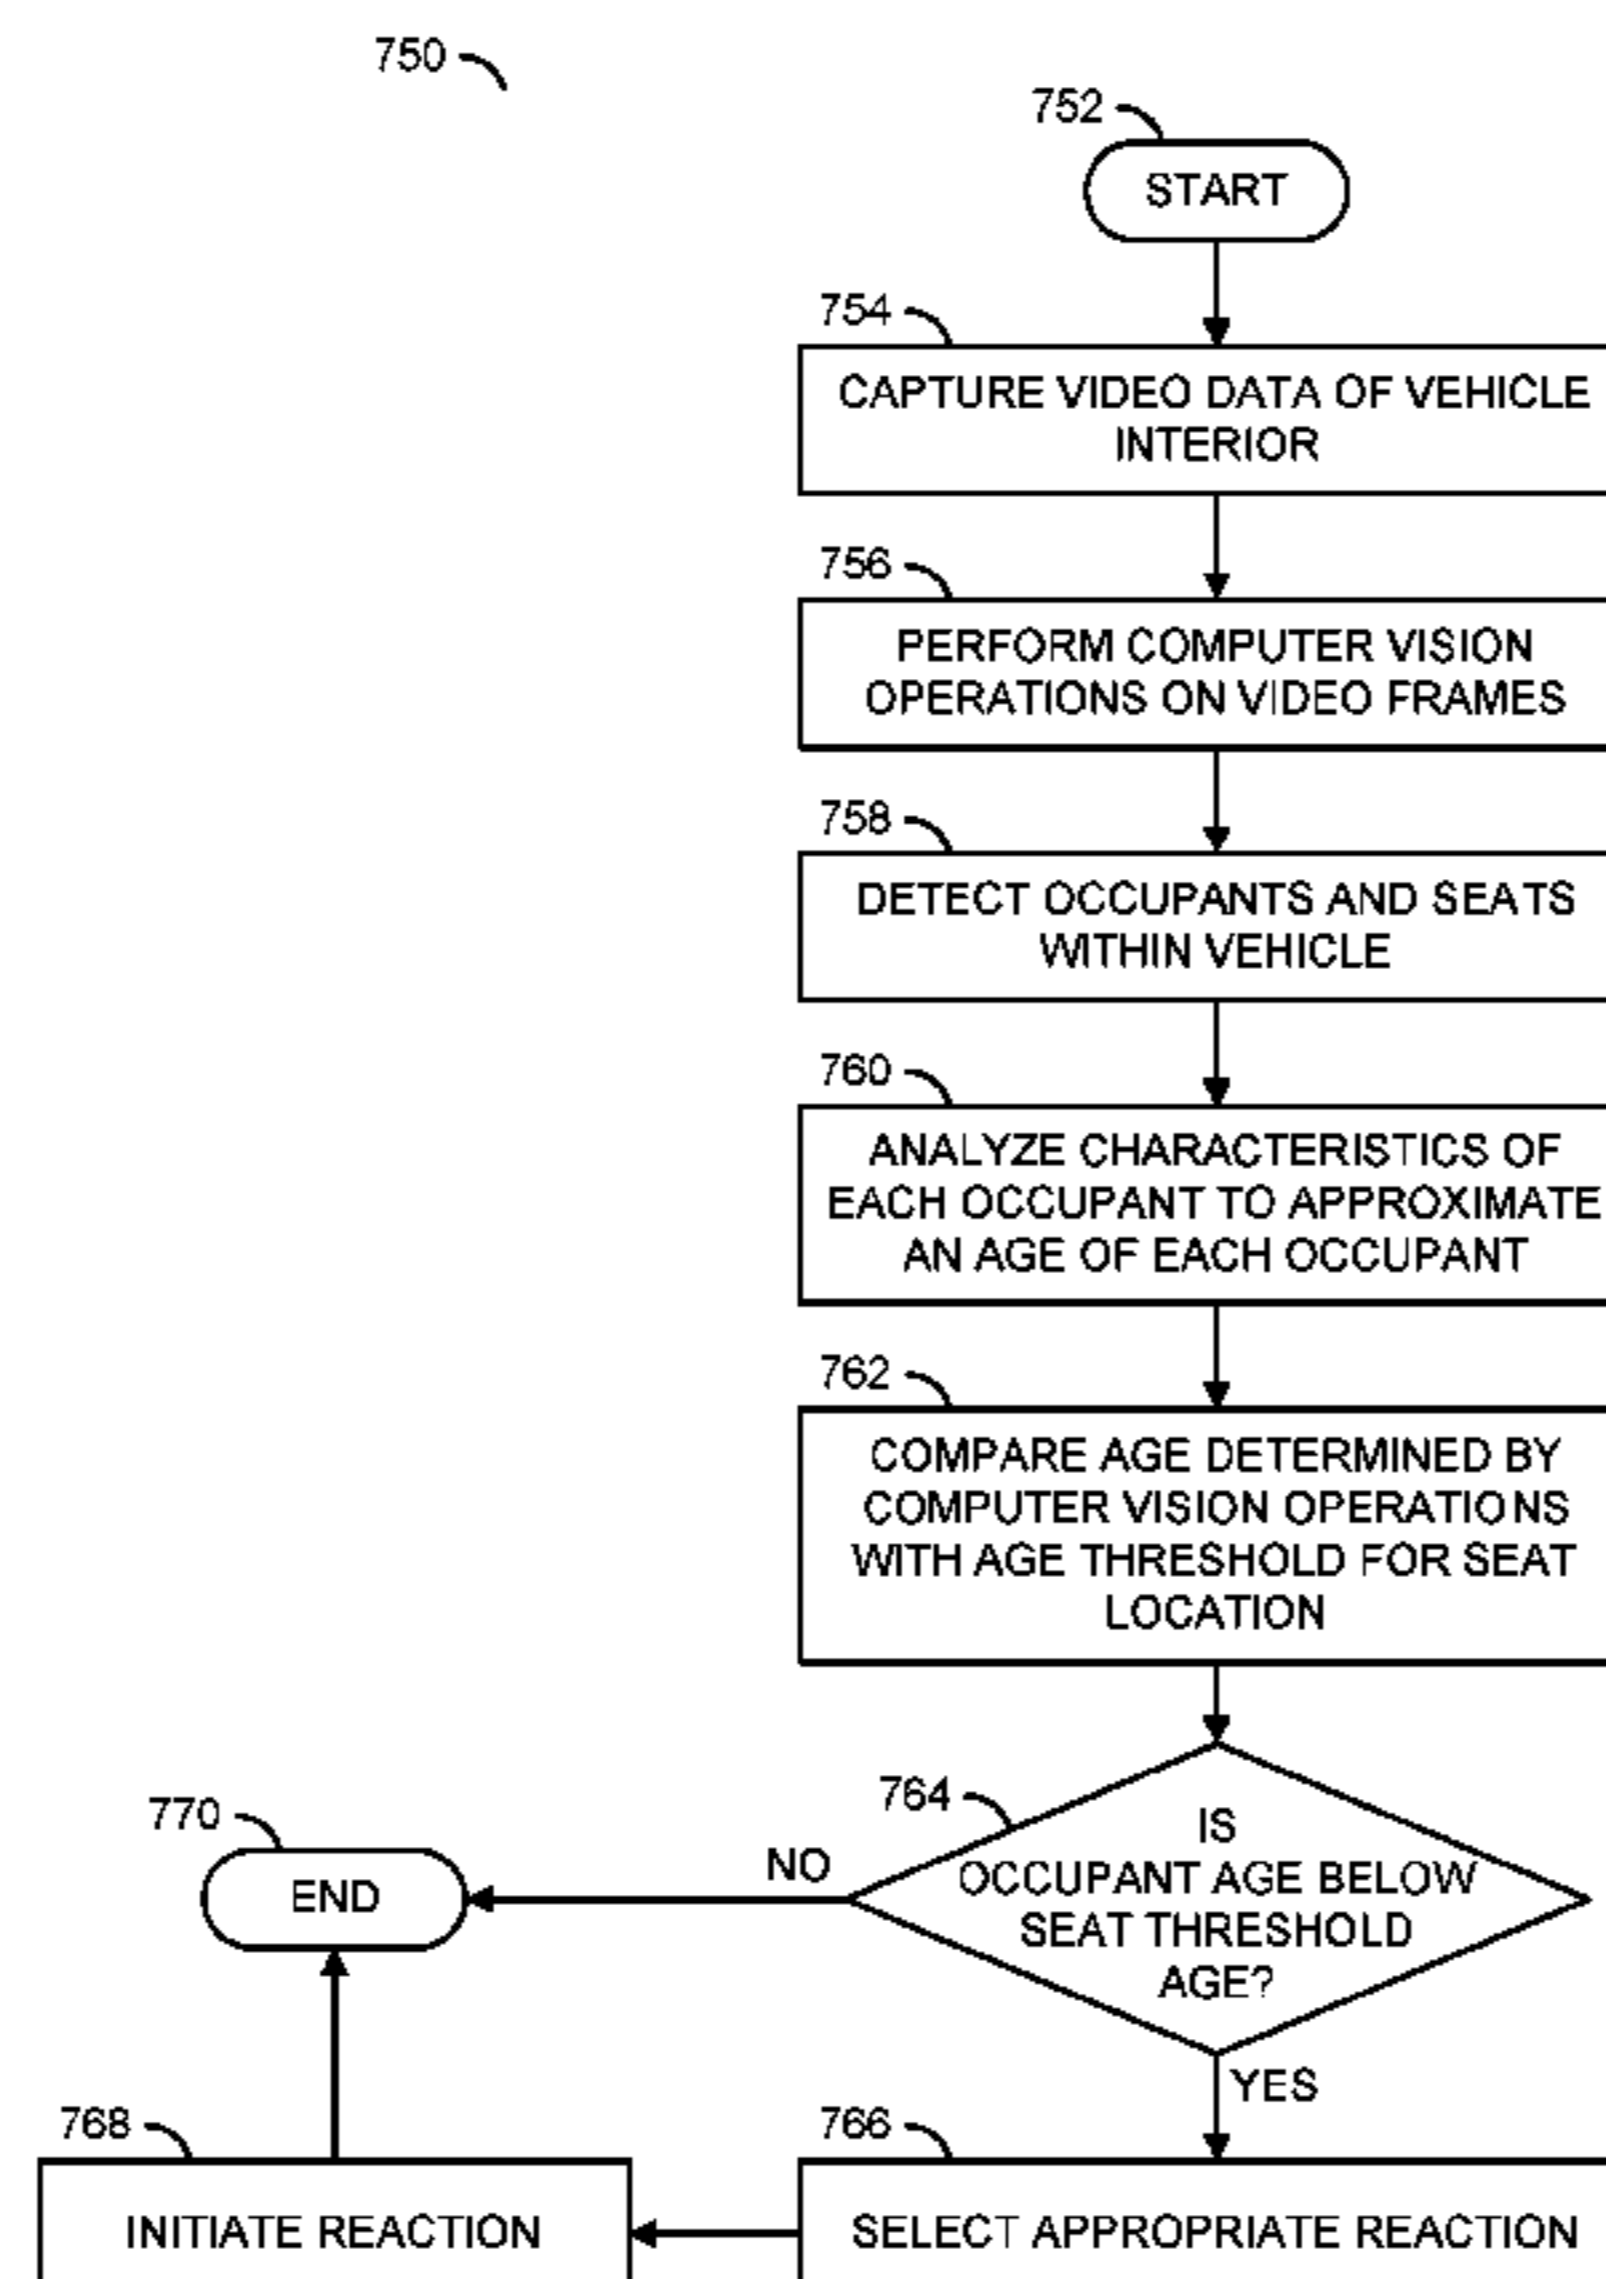 750
752
START
754
CAPTURE VIDEO DATA OF VEHICLE
INTERIOR
756
PERFORM COMPUTER VISION
OPERATIONS ON VIDEO FRAMES
758
DETECT OCCUPANTS AND SEATS
WITHIN VEHICLE
760
ANALYZE CHARACTERISTICS OF
EACH OCCUPANT TO APPROXIMATE
AN AGE OF EACH OCCUPANT
762
COMPARE AGE DETERMINED BY
COMPUTER VISION OPERATIONS
WITH AGE THRESHOLD FOR SEAT
LOCATION
764
IS
OCCUPANT AGE BELOW
SEAT THRESHOLD
AGE?
NO
770
END
YES
766
SELECT APPROPRIATE REACTION
768
INITIATE REACTION